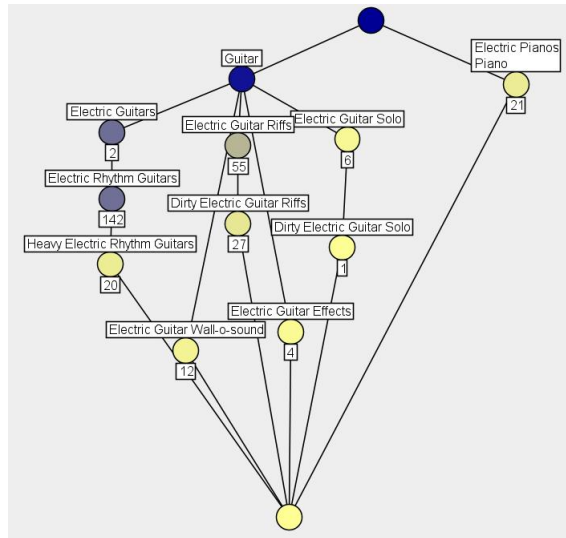 Electric Pianos
Piano
21
Guitar
Electric Guitars
2
Electric Guitar Riffs
55
Electric Guitar Solo
6
Electric Rhythm Guitars
142
Dirty Electric Guitar Riffs
27
Heavy Electric Rhythm Guitars
20
Dirty Electric Guitar Solo
1
Electric Guitar Wall-o-sound
12
Electric Guitar Effects
4